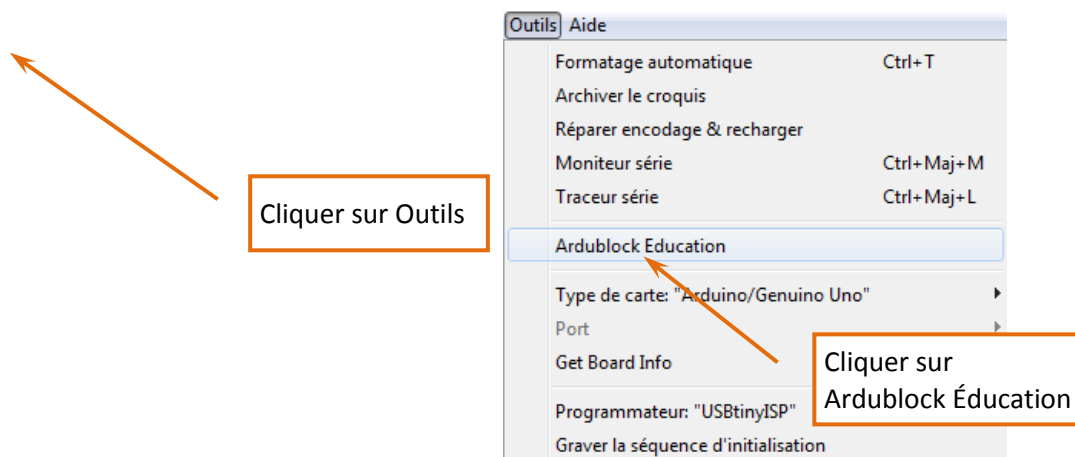 Outils Aide
Formatage automatique Ctrl+T
Archiver le croquis
Réparer encodage & recharger
Moniteur série Ctrl+Maj+M
Traceur série Ctrl+Maj+L
Cliquer sur Outils
Ardublock Education
Type de carte: "Arduino/Genuino Uno"
Port
Get Board Info
Cliquer sur
Ardublock Éducation
Programmateur: "USBtinyISP"
Graver la séquence d'initialisation